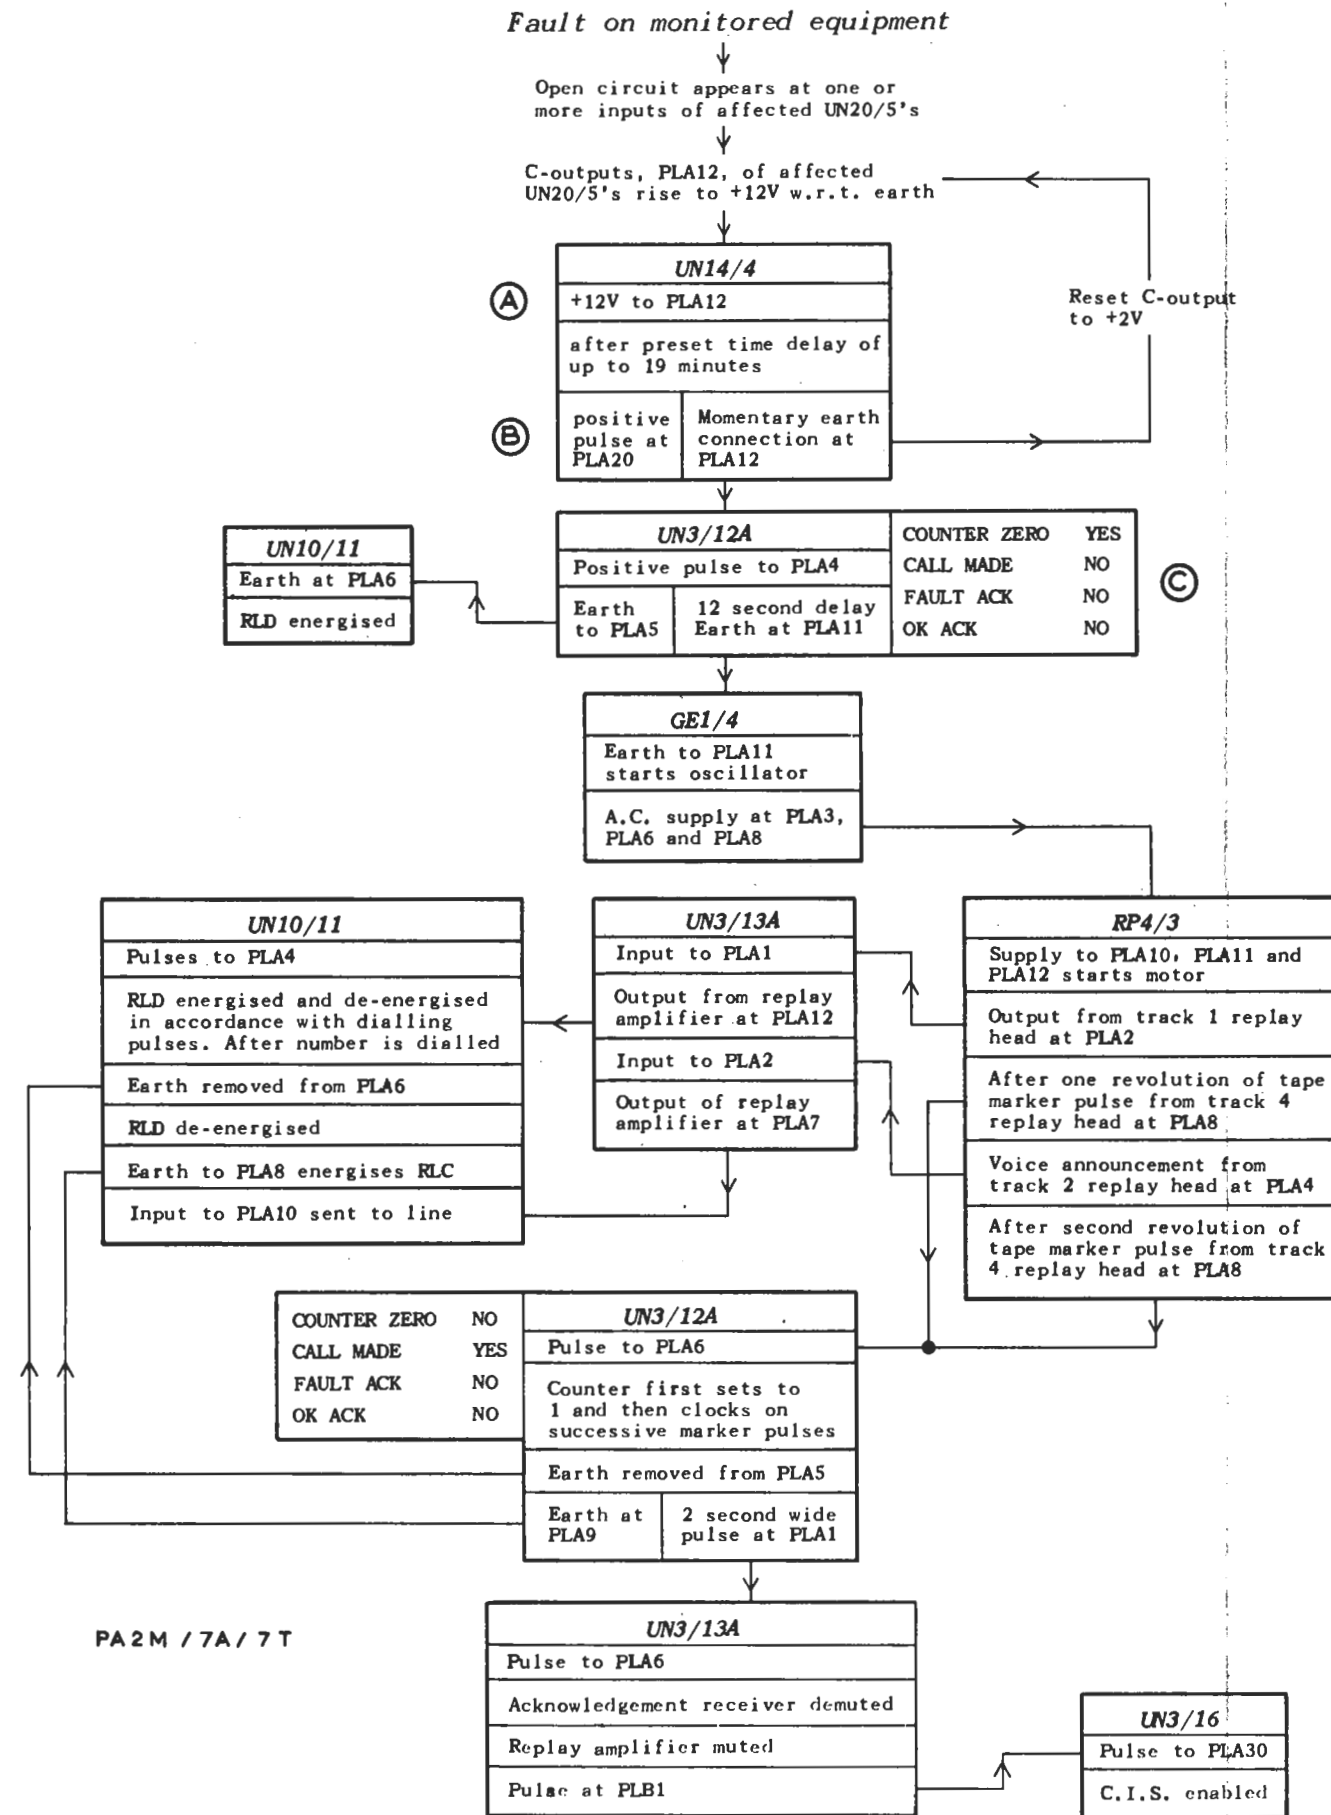 Fault on monitored equipment
Open circuit appears at one or
more inputs of affected UN20/5's
C-outputs, PLA12, of affected
UN20/5's rise to +12V w.r.t. earth
Reset C-output
to +2V
UN14/4
A
+12V to PLA12
after preset time delay of
up to 19 minutes
B
positive
pulse at
PLA20
Momentary earth
connection at
PLA12
UN10/11
Earth at PLA6
RLD energised
UN3/12A
Positive pulse to PLA4
Earth
to PLA5
12 second delay
Earth at PLA11
COUNTER ZERO YES
CALL MADE NO
FAULT ACK NO
OK ACK NO
C
GE1/4
Earth to PLA11
starts oscillator
A.C. supply at PLA3,
PLA6 and PLA8
UN10/11
Pulses to PLA4
RLD energised and de-energised
in accordance with dialling
pulses. After number is dialled
Earth removed from PLA6
RLD de-energised
Earth to PLA8 energises RLC
Input to PLA10 sent to line
UN3/13A
Input to PLA1
Output from replay
amplifier at PLA12
Input to PLA2
Output of replay
amplifier at PLA7
RP4/3
Supply to PLA10, PLA11 and
PLA12 starts motor
Output from track 1 replay
head at PLA2
After one revolution of tape
marker pulse from track 4
replay head at PLA8
Voice announcement from
track 2 replay head at PLA4
After second revolution of
tape marker pulse from track
4 replay head at PLA8
COUNTER ZERO NO
CALL MADE YES
FAULT ACK NO
OK ACK NO
UN3/12A
Pulse to PLA6
Counter first sets to
1 and then clocks on
successive marker pulses
Earth removed from PLA5
Earth at
PLA9
2 second wide
pulse at PLA1
PA2M / 7A / 7T
UN3/13A
Pulse to PLA6
Acknowledgement receiver demuted
Replay amplifier muted
Pulse at PLB1
UN3/16
Pulse to PLA30
C.I.S. enabled